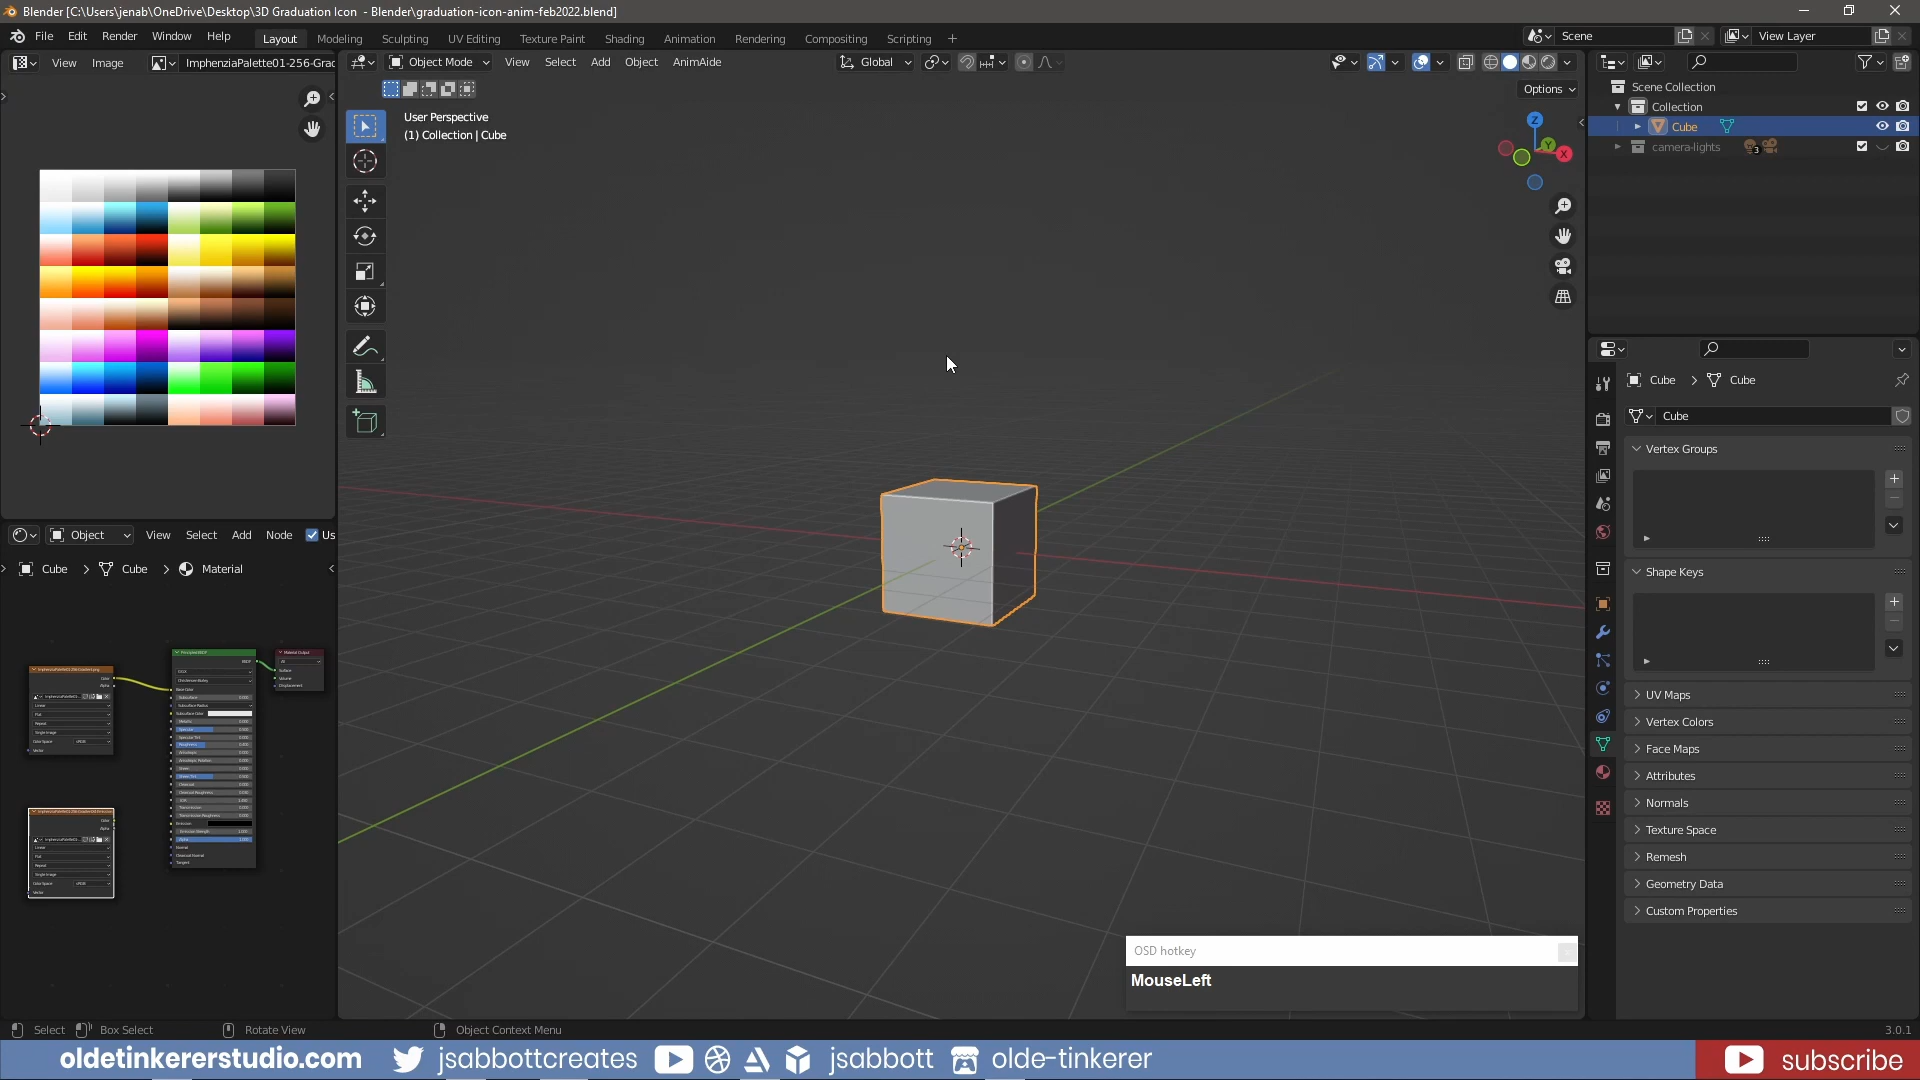 Blender [C:\Users\jenab\OneDrive\Desktop\3D Graduation Icon - Blender\graduation-icon-anim-feb2022.blend]
File Edit Render Window Help
Layout Modeling Sculpting UV Editing Texture Paint Shading Animation Rendering Compositing Scripting
Scene
View Layer
View Image ImphenziaPalette01-256-Grad
Object Mode View Select Add Object AnimAide
Global
Options
User Perspective
(1) Collection | Cube
Z
Y
X
Scene Collection
Collection
Cube
camera-lights
3
Cube Cube
Cube
Vertex Groups
Shape Keys
UV Maps
Vertex Colors
Face Maps
Attributes
Normals
Texture Space
Remesh
Geometry Data
Custom Properties
Object View Select Add Node Us
Cube Cube Material
OSD hotkey
MouseLeft
Select Box Select Rotate View Object Context Menu
3.0.1
oldetinkererstudio.com jsabbottcreates jsabbott olde-tinkerer subscribe